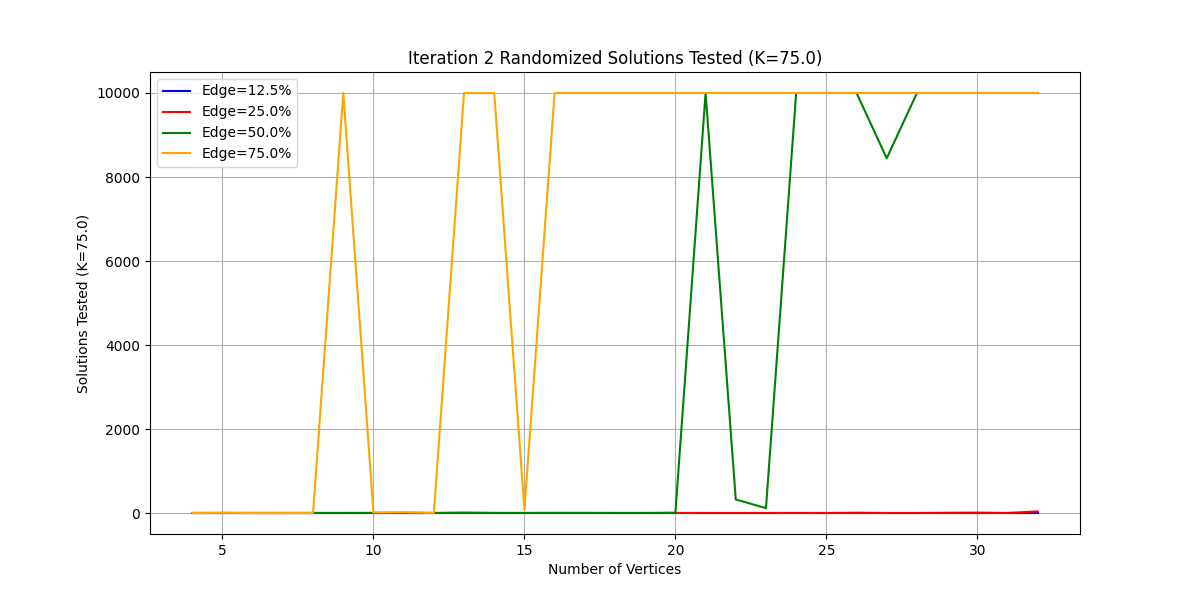 Iteration 2 Randomized Solutions Tested (K=75.0)
Edge=12.5%
Edge=25.0%
Edge=50.0%
Edge=75.0%
Solutions Tested (K=75.0)
10000
8000
6000
4000
2000
0
5
10
15
20
25
30
Number of Vertices